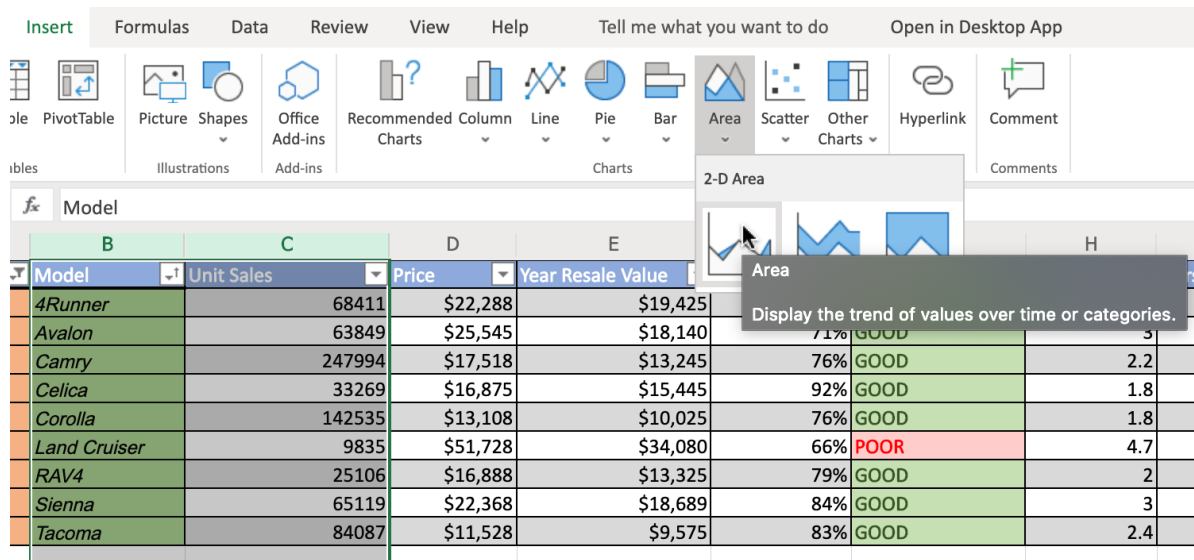 Insert Formulas Data Review View Help Tell me what you want to do Open in Desktop App
PivotTable Picture Shapes Office Add-ins Recommended Charts Column Line Pie Bar Area Scatter Other Charts Hyperlink Comment
Illustrations Add-ins Charts Comments
2-D Area
fx Model
B C D E H
Model Unit Sales Price Year Resale Value
Area
Display the trend of values over time or categories.
4Runner 68411 $22,288 $19,425
Avalon 63849 $25,545 $18,140 71% GOOD 3
Camry 247994 $17,518 $13,245 76% GOOD 2.2
Celica 33269 $16,875 $15,445 92% GOOD 1.8
Corolla 142535 $13,108 $10,025 76% GOOD 1.8
Land Cruiser 9835 $51,728 $34,080 66% POOR 4.7
RAV4 25106 $16,888 $13,325 79% GOOD 2
Sienna 65119 $22,368 $18,689 84% GOOD 3
Tacoma 84087 $11,528 $9,575 83% GOOD 2.4